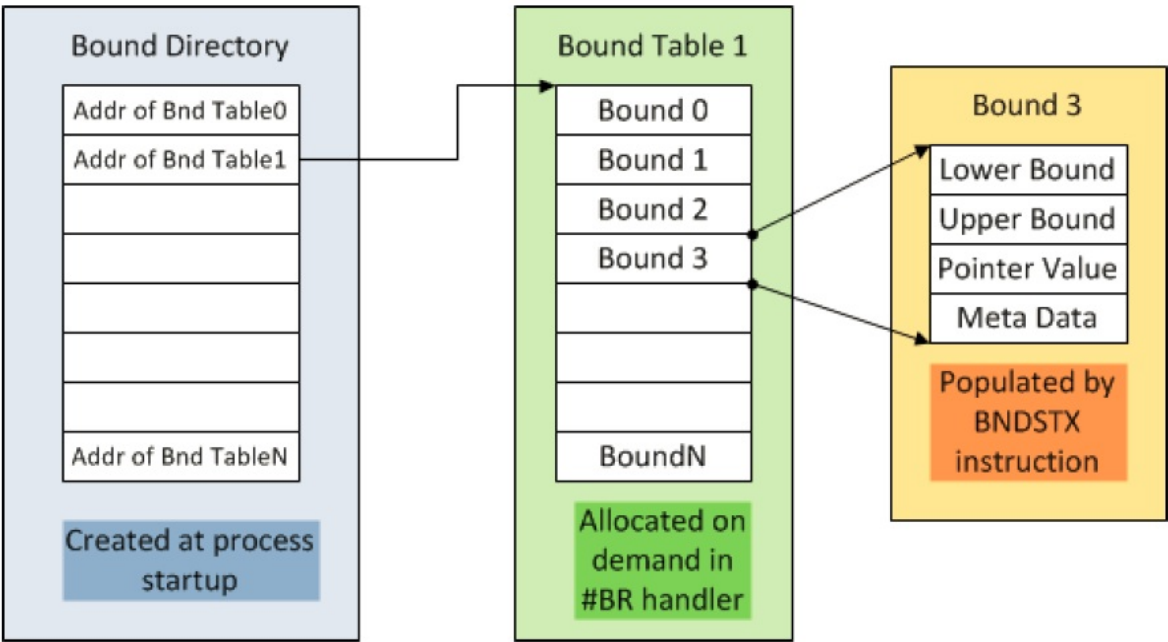 Bound Directory
Addr of Bnd Table0
Addr of Bnd Table1
Addr of Bnd TableN
Created at process
startup
Bound Table 1
Bound 0
Bound 1
Bound 2
Bound 3
BoundN
Allocated on
demand in
#BR handler
Bound 3
Lower Bound
Upper Bound
Pointer Value
Meta Data
Populated by
BNDSTX
instruction